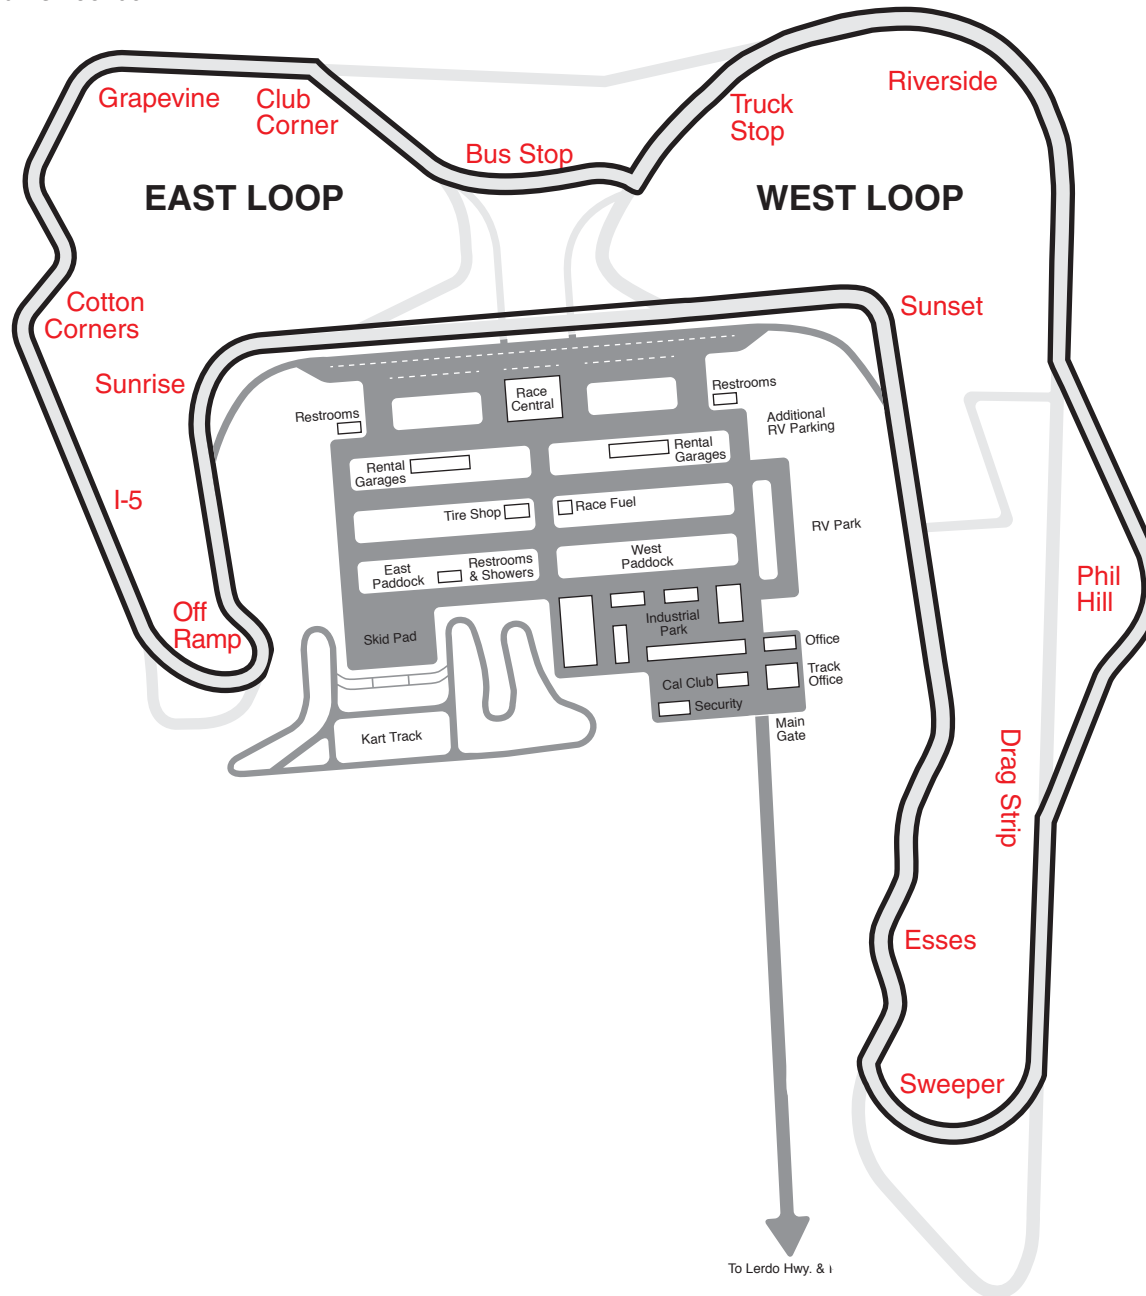 Riverside
Grapevine
Club
Corner
Truck
Stop
Bus Stop
EAST LOOP
WEST LOOP
Cotton
Corners
Sunset
Sunrise
Race
Central
Restrooms
Restrooms
Additional
RV Parking
Rental
Garages
Rental
Garages
I-5
Tire Shop
Race Fuel
RV Park
East
Paddock
Restrooms
& Showers
West
Paddock
Phil
Hill
Off
Ramp
Skid Pad
Industrial
Park
Office
Track
Office
Cal Club
Security
Main
Gate
Kart Track
Drag Strip
Esses
Sweeper
To Lerdo Hwy. &